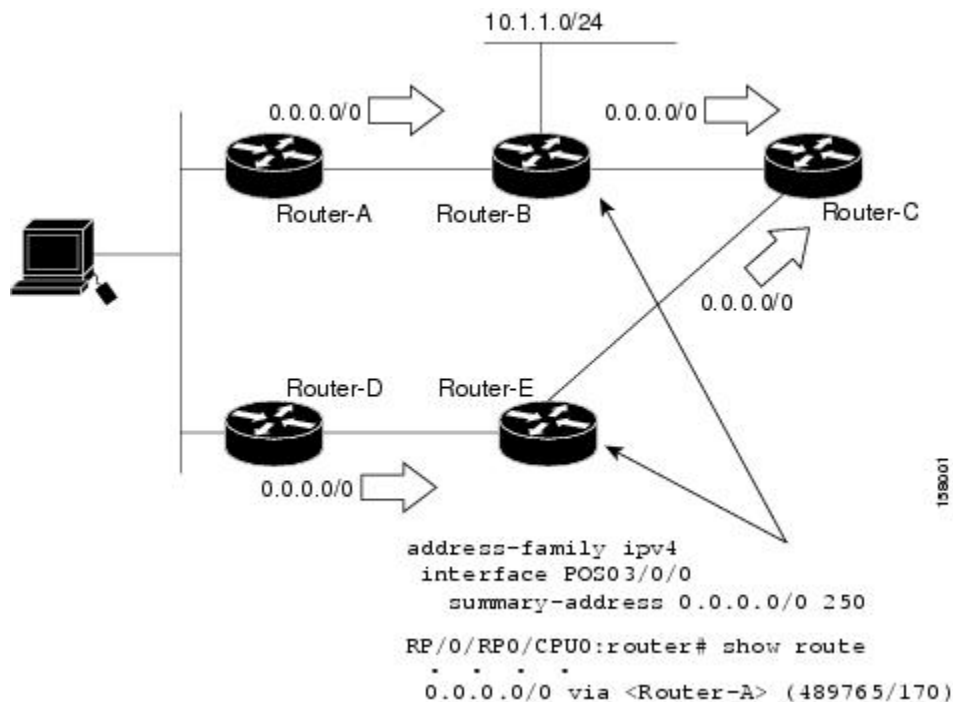 10.1.1.0/24
0.0.0.0/0
0.0.0.0/0
Router-A
Router-B
Router-C
0.0.0.0/0
Router-D
Router-E
0.0.0.0/0
158001
address-family ipv4
interface POS03/0/0
summary-address 0.0.0.0/0 250
RP/0/RP0/CPU0:router# show route
. . . .
0.0.0.0/0 via <Router-A> (489765/170)